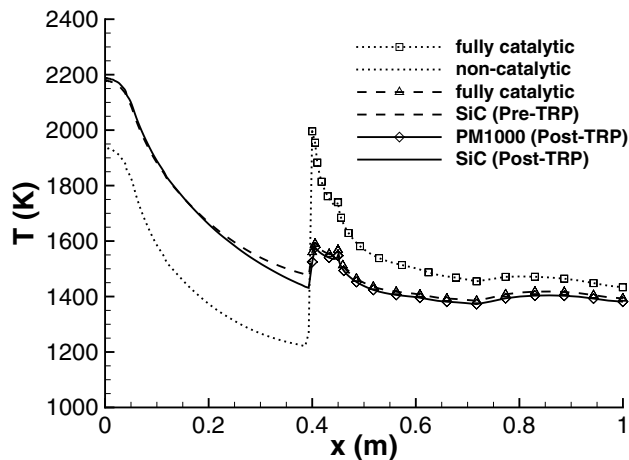 2400
2200
2000
1800
1600
1400
1200
1000
T (K)
fully catalytic
non-catalytic
fully catalytic
SiC (Pre-TRP)
PM1000 (Post-TRP)
SiC (Post-TRP)
0 0.2 0.4 0.6 0.8 1
x (m)